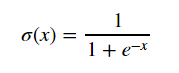 σ(x) = 1 / (1 + e⁻ˣ)